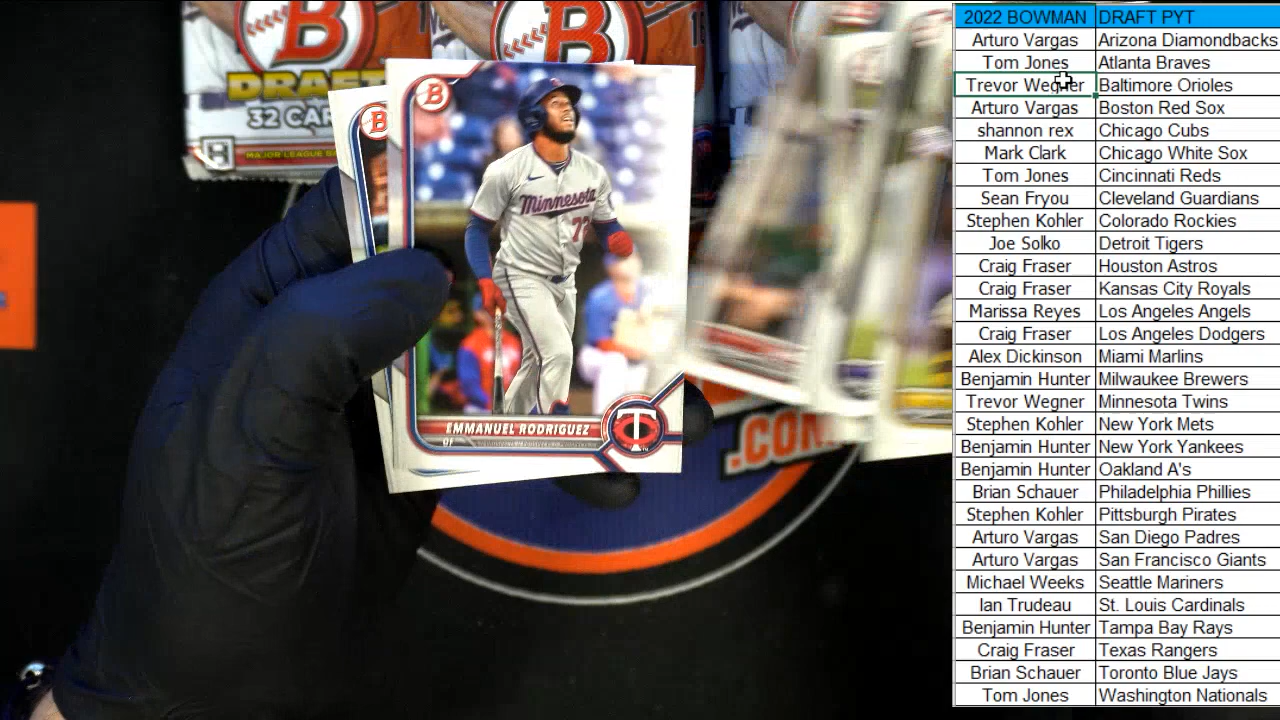 B
DRAFT
32 CAR
MAJOR LEAGUE BA
B
B
B
Minnesota
72
EMMANUEL RODRIGUEZ
OF
T
.COM
2022 BOWMAN DRAFT PYT
Arturo Vargas Arizona Diamondbacks
Tom Jones Atlanta Braves
Trevor Wegner Baltimore Orioles
Arturo Vargas Boston Red Sox
shannon rex Chicago Cubs
Mark Clark Chicago White Sox
Tom Jones Cincinnati Reds
Sean Fryou Cleveland Guardians
Stephen Kohler Colorado Rockies
Joe Solko Detroit Tigers
Craig Fraser Houston Astros
Craig Fraser Kansas City Royals
Marissa Reyes Los Angeles Angels
Craig Fraser Los Angeles Dodgers
Alex Dickinson Miami Marlins
Benjamin Hunter Milwaukee Brewers
Trevor Wegner Minnesota Twins
Stephen Kohler New York Mets
Benjamin Hunter New York Yankees
Benjamin Hunter Oakland A's
Brian Schauer Philadelphia Phillies
Stephen Kohler Pittsburgh Pirates
Arturo Vargas San Diego Padres
Arturo Vargas San Francisco Giants
Michael Weeks Seattle Mariners
Ian Trudeau St. Louis Cardinals
Benjamin Hunter Tampa Bay Rays
Craig Fraser Texas Rangers
Brian Schauer Toronto Blue Jays
Tom Jones Washington Nationals